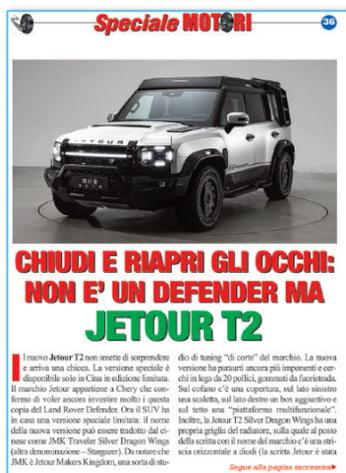 Speciale MOTORI
36
JETOUR
CHIUDI E RIAPRI GLI OCCHI:
NON E' UN DEFENDER MA
JETOUR T2
Il nuovo Jetour T2 non smette di sorprendere
e arriva una chicca. La versione speciale è
disponibile solo in Cina in edizione limitata.
Il marchio Jetour appartiene a Chery che con-
ferma di voler ancora investire molto i questa
copia del Land Rover Defender. Ora il SUV ha
in casa una versione speciale limitata: il nome
della nuova versione può essere tradotto dal ci-
nese come JMK Traveler Silver Dragon Wings
(altra denominazione – Stargazer). Da notare che
JMK è Jetour Makers Kingdom, una sorta di stu-
dio di tuning “di corte” del marchio. La nuova
versione ha paraurti ancora più imponenti e cer-
chi in lega da 20 pollici, gommati da fuoristrada.
Sul cofano c'è una copertura, sul lato sinistro
una scaletta, sul lato destro un box aggiuntivo e
sul tetto una “piattaforma multifunzionale”.
Inoltre, la Jetour T2 Silver Dragon Wings ha una
propria griglia del radiatore, sulla quale al posto
della scritta con il nome del marchio c'è una stri-
scia orizzontale a diodi (la scritta Jetour è stata
Segue alla pagina successiva